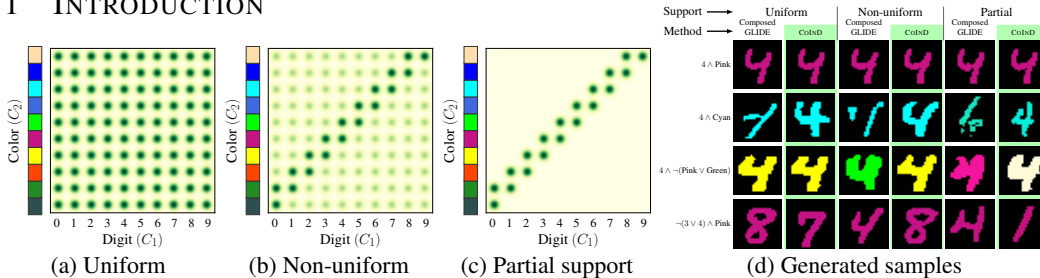 1 INTRODUCTION
Color (C2)
0 1 2 3 4 5 6 7 8 9
Digit (C1)
(a) Uniform
Color (C2)
0 1 2 3 4 5 6 7 8 9
Digit (C1)
(b) Non-uniform
Color (C2)
0 1 2 3 4 5 6 7 8 9
Digit (C1)
(c) Partial support
Support Uniform Non-uniform Partial
Method Composed GLIDE COIND Composed GLIDE COIND Composed GLIDE COIND
4 ∧ Pink
4 ∧ Cyan
4 ∧ ¬(Pink ∨ Green)
¬(3 ∨ 4) ∧ Pink
(d) Generated samples